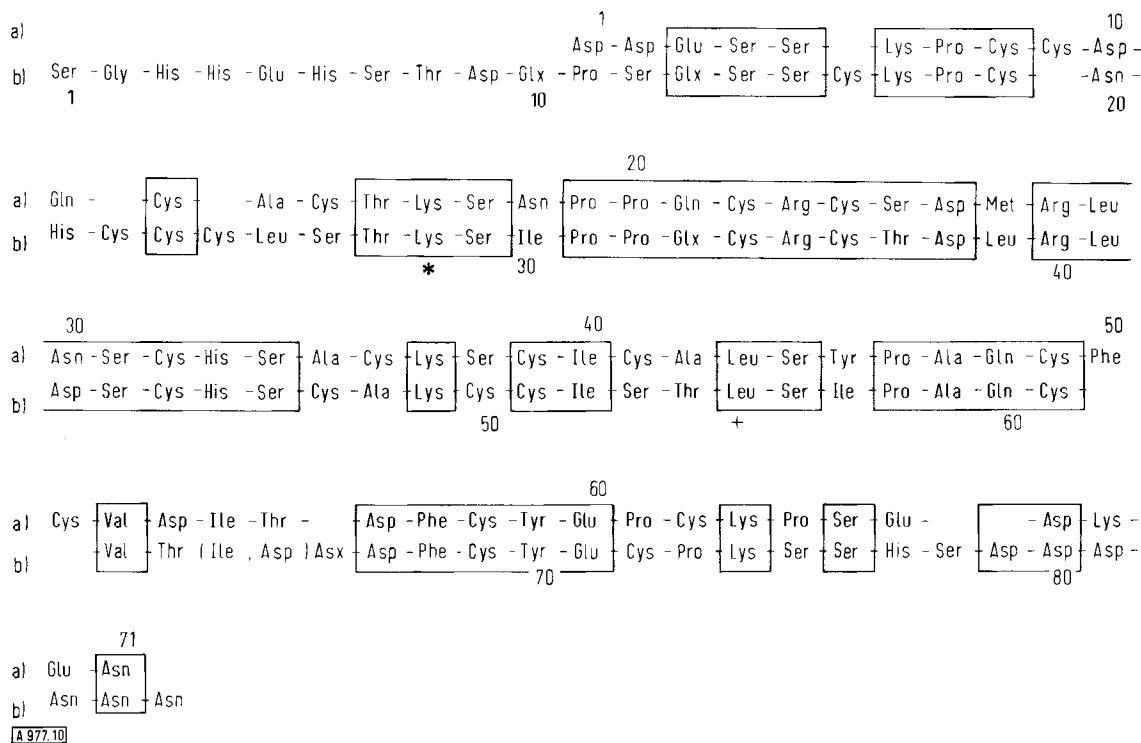 1 10
a) Asp - Asp - Glu - Ser - Ser - - Lys - Pro - Cys - Cys - Asp -
b) Ser - Gly - His - His - Glu - His - Ser - Thr - Asp - Glx - Pro - Ser - Glx - Ser - Ser - Cys - Lys - Pro - Cys - Asn -
1 10 20
20
a) Gln - Cys - Ala - Cys - Thr - Lys - Ser - Asn - Pro - Pro - Gln - Cys - Arg - Cys - Ser - Asp - Met - Arg - Leu
b) His - Cys - Cys - Cys - Leu - Ser - Thr - Lys - Ser - Ile - Pro - Pro - Glx - Cys - Arg - Cys - Thr - Asp - Leu - Arg - Leu
* 30 40
30 40 50
a) Asn - Ser - Cys - His - Ser - Ala - Cys - Lys - Ser - Cys - Ile - Cys - Ala - Leu - Ser - Tyr - Pro - Ala - Gln - Cys - Phe
b) Asp - Ser - Cys - His - Ser - Cys - Ala - Lys - Cys - Cys - Ile - Ser - Thr - Leu - Ser - Ile - Pro - Ala - Gln - Cys -
50 + 60
60
a) Cys - Val - Asp - Ile - Thr - Asp - Phe - Cys - Tyr - Glu - Pro - Cys - Lys - Pro - Ser - Glu - - Asp - Lys -
b) Val - Thr ( Ile , Asp ) Asx - Asp - Phe - Cys - Tyr - Glu - Cys - Pro - Lys - Ser - Ser - His - Ser - Asp - Asp - Asp -
70 80
71
a) Glu - Asn
b) Asn - Asn - Asn
A 977.10